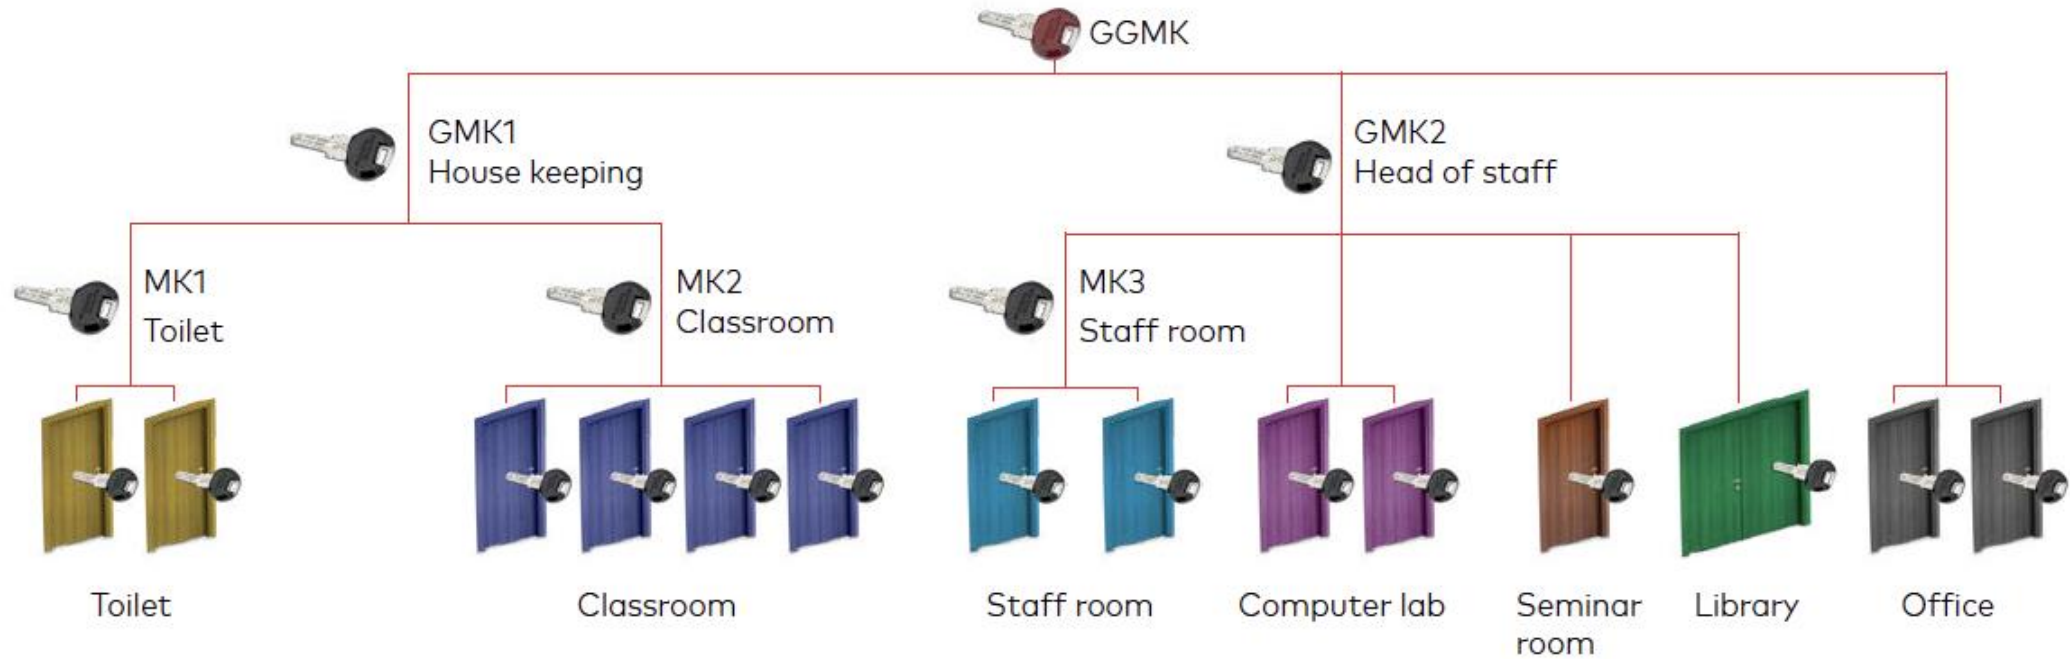 GGMK
GMK1
House keeping
GMK2
Head of staff
MK1
Toilet
MK2
Classroom
MK3
Staff room
Toilet
Classroom
Staff room
Computer lab
Seminar
room
Library
Office